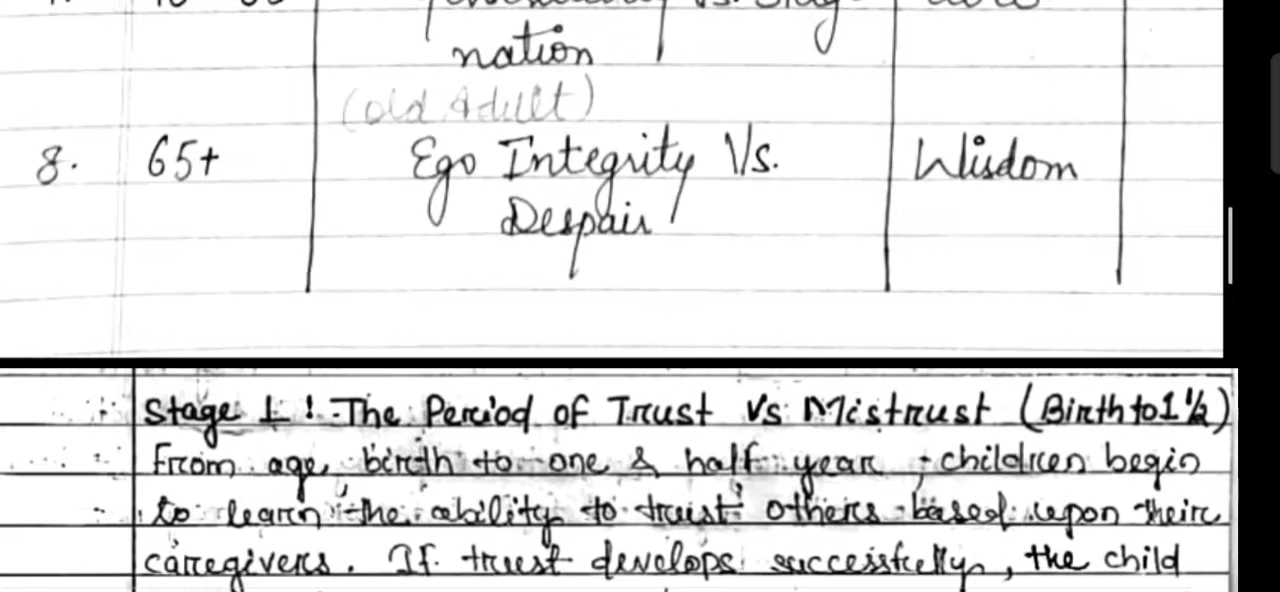 nation
(old Adult)
8. 65+ Ego Integrity Vs. Wisdom
Despair
Stage 1: The Period of Trust Vs Mistrust (Birth to 1 1/2)
From age, birth to one & half year, children begin
to learn the ability to trust others based upon their
caregivers. If trust develops successfully, the child